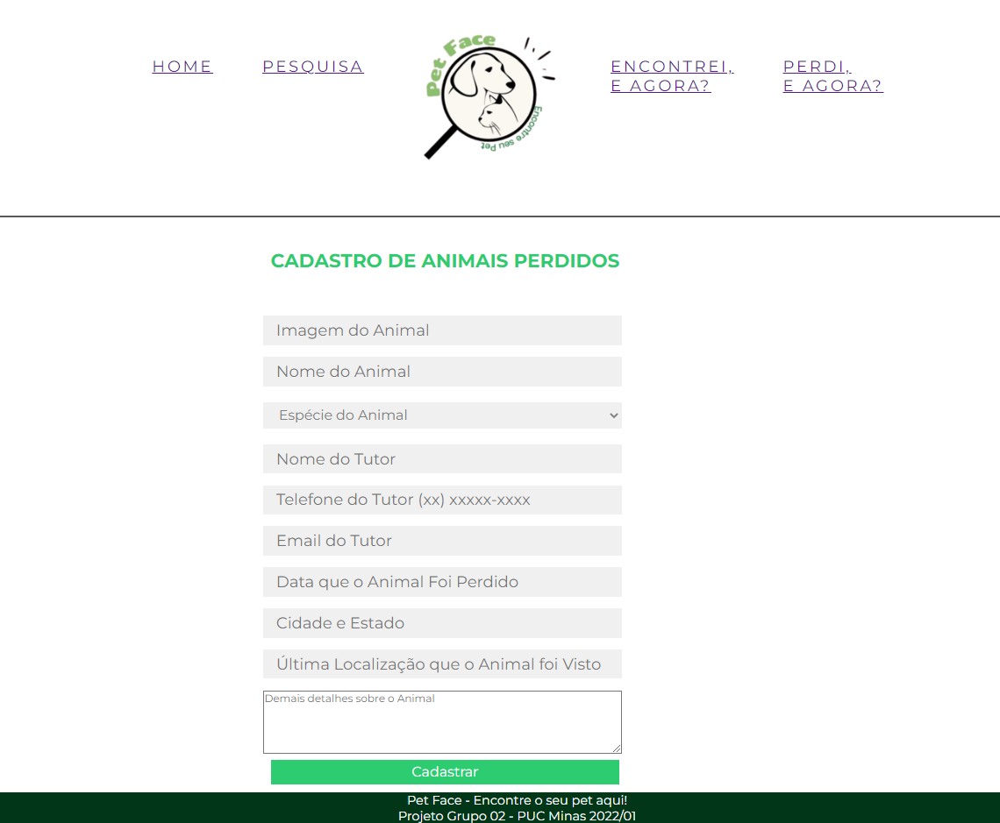 HOME
PESQUISA
Pet Face
Encontre seu Pet
ENCONTREI,
E AGORA?
PERDI,
E AGORA?
CADASTRO DE ANIMAIS PERDIDOS
Imagem do Animal
Nome do Animal
Espécie do Animal
Nome do Tutor
Telefone do Tutor (xx) xxxxx-xxxx
Email do Tutor
Data que o Animal Foi Perdido
Cidade e Estado
Última Localização que o Animal foi Visto
Demais detalhes sobre o Animal
Cadastrar
Pet Face - Encontre o seu pet aqui!
Projeto Grupo 02 - PUC Minas 2022/01